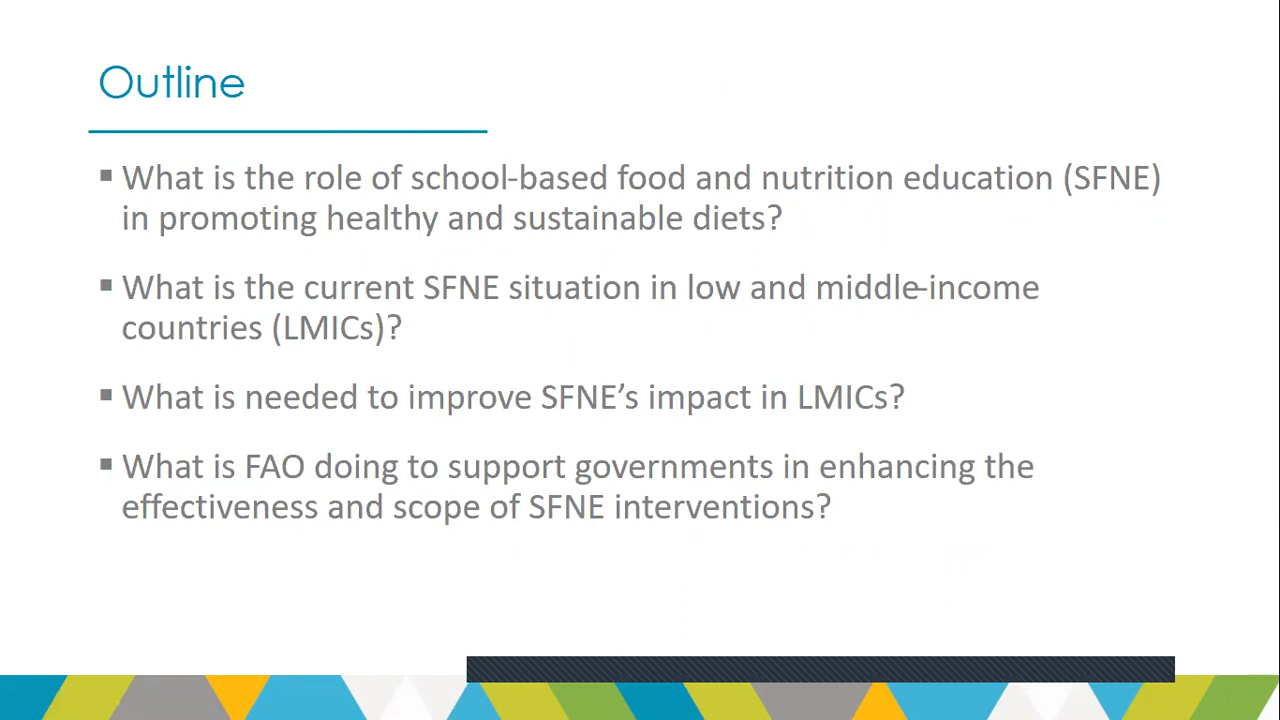 Outline
▪ What is the role of school-based food and nutrition education (SFNE)
in promoting healthy and sustainable diets?
▪ What is the current SFNE situation in low and middle-income
countries (LMICs)?
▪ What is needed to improve SFNE’s impact in LMICs?
▪ What is FAO doing to support governments in enhancing the
effectiveness and scope of SFNE interventions?